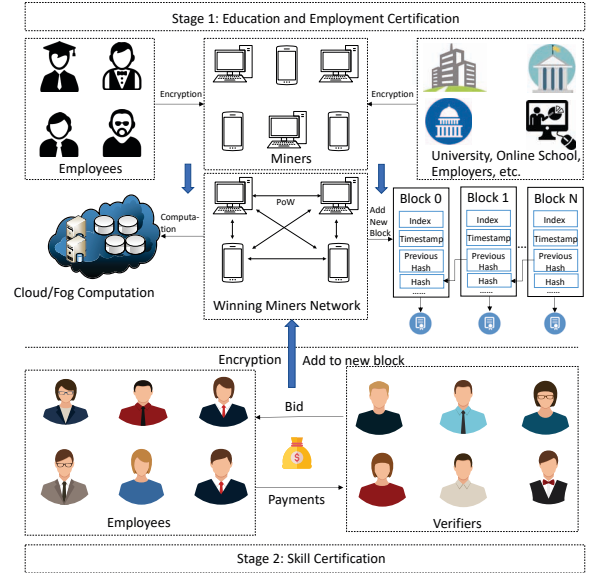 Stage 1: Education and Employment Certification
Employees
Encryption
Miners
Encryption
University, Online School,
Employers, etc.
Cloud/Fog Computation
Computa-
tion
PoW
Winning Miners Network
Add
New
Block
Block 0
Index
Timestamp
Previous
Hash
Hash
......
Block 1
Index
Timestamp
Previous
Hash
Hash
......
...
Block N
Index
Timestamp
Previous
Hash
Hash
......
Encryption
Add to new block
Employees
Bid
$
Payments
Verifiers
Stage 2: Skill Certification